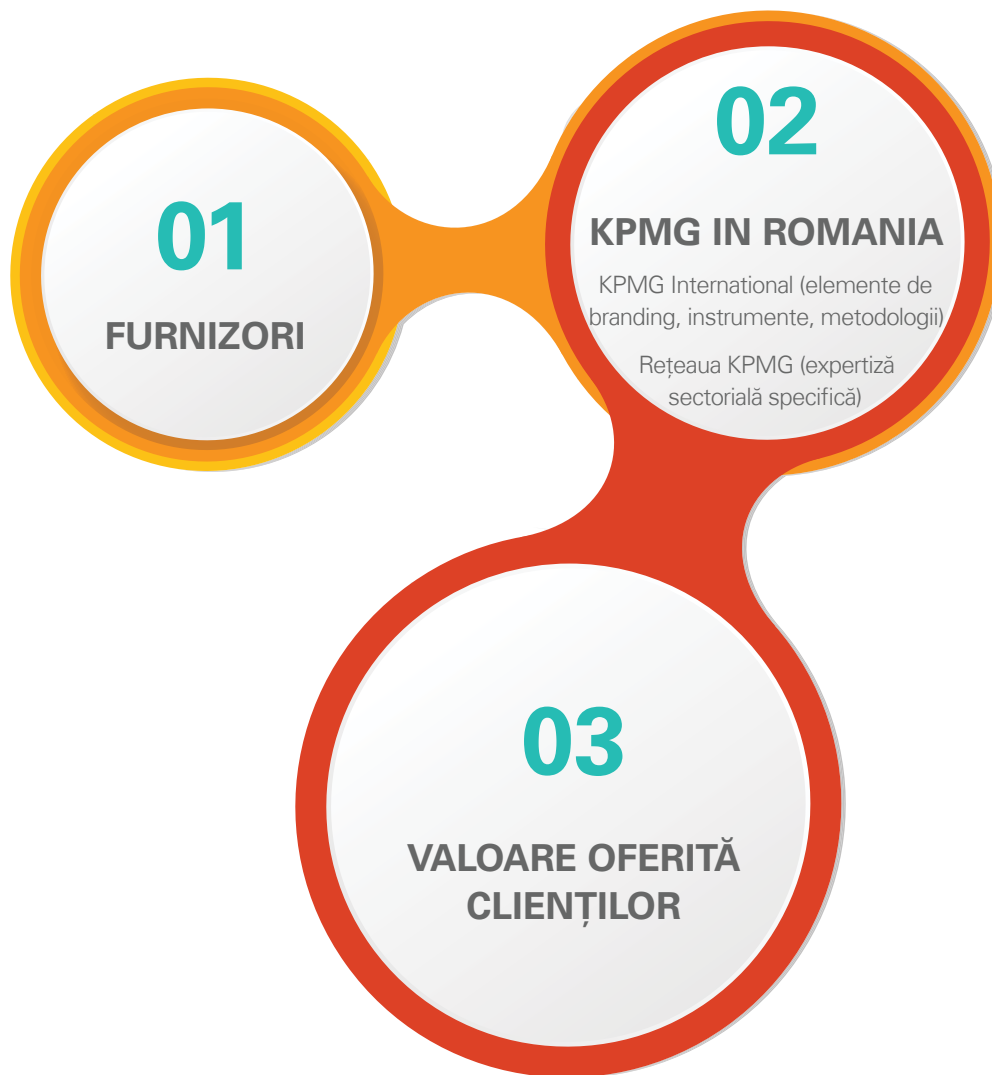 01
FURNIZORI
02
KPMG IN ROMANIA
KPMG International (elemente de
branding, instrumente, metodologii)
Rețeaua KPMG (expertiză
sectorială specifică)
03
VALOARE OFERITĂ
CLIENȚILOR